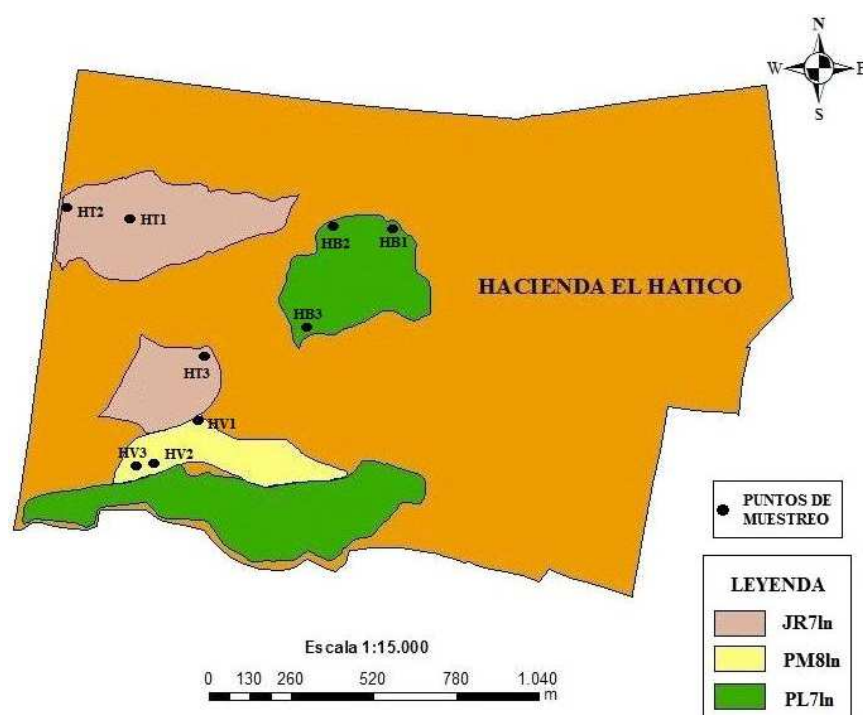 N
W E
S
HT2
HT1
HB2
HB1
HACIENDA EL HATICO
HB3
HT3
HV1
HV3
HV2
PUNTOS DE
MUESTREO
LEYENDA
JR7ln
PM8ln
PL7ln
Escala 1:15.000
0 130 260 520 780 1.040
m